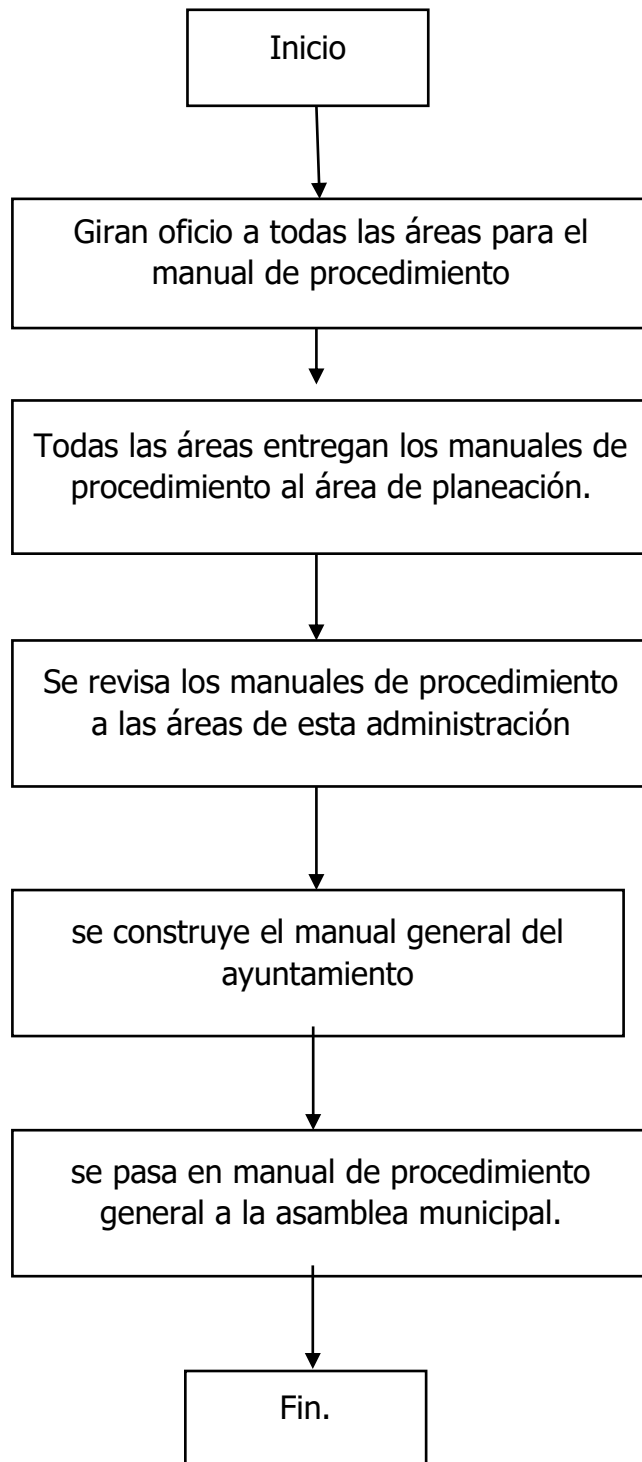 Inicio
Giran oficio a todas las áreas para el
manual de procedimiento
Todas las áreas entregan los manuales de
procedimiento al área de planeación.
Se revisa los manuales de procedimiento
a las áreas de esta administración
se construye el manual general del
ayuntamiento
se pasa en manual de procedimiento
general a la asamblea municipal.
Fin.